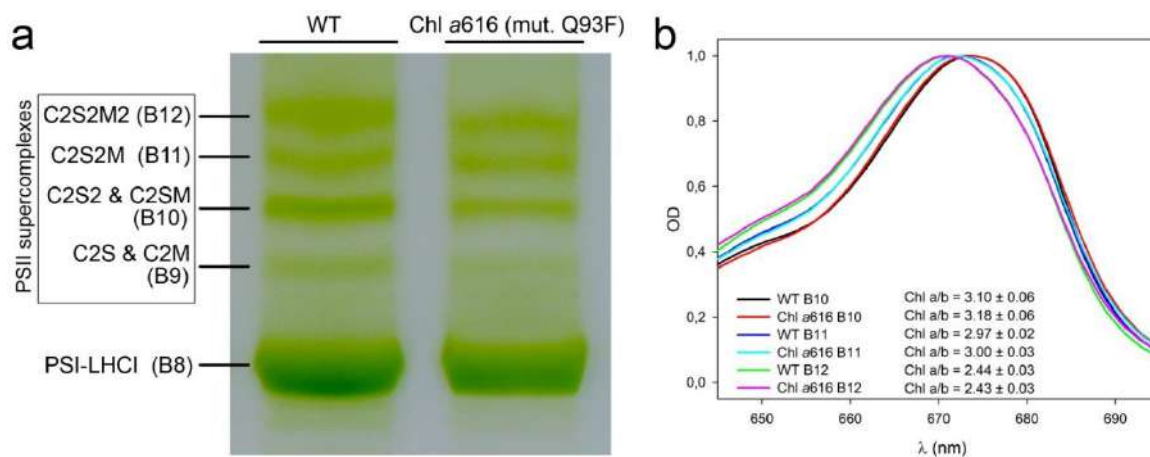 a
WT
Chl a616 (mut. Q93F)
PSII supercomplexes
C2S2M2 (B12)
C2S2M (B11)
C2S2 & C2SM
(B10)
C2S & C2M
(B9)
PSI-LHCI (B8)
b
OD
1,0
0,8
0,6
0,4
0,2
0,0
WT B10 Chl a/b = 3.10 ± 0.06
Chl a616 B10 Chl a/b = 3.18 ± 0.06
WT B11 Chl a/b = 2.97 ± 0.02
Chl a616 B11 Chl a/b = 3.00 ± 0.03
WT B12 Chl a/b = 2.44 ± 0.03
Chl a616 B12 Chl a/b = 2.43 ± 0.03
650 660 670 680 690
λ (nm)